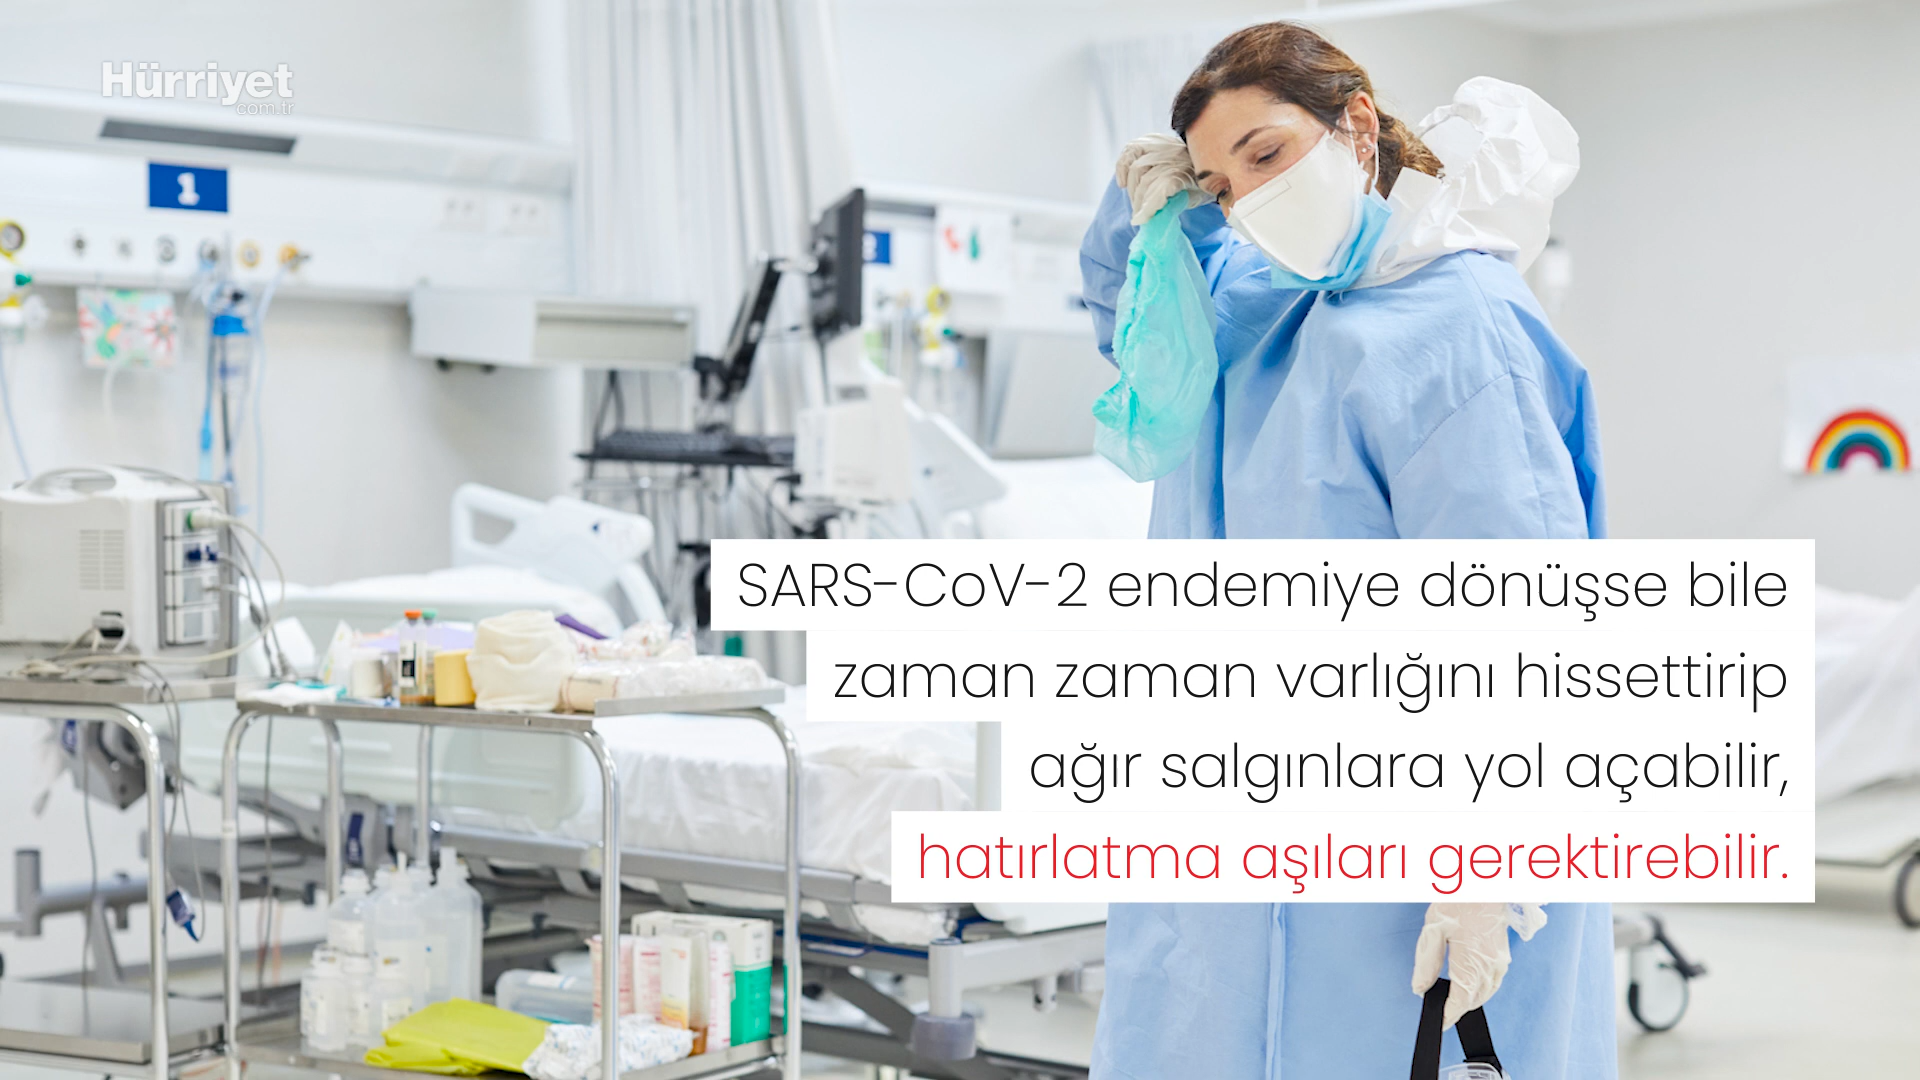 Hürriyet
com.tr
1
SARS-CoV-2 endemiye dönüşse bile
zaman zaman varlığını hissettirip
ağır salgınlara yol açabilir,
hatırlatma aşıları gerektirebilir.